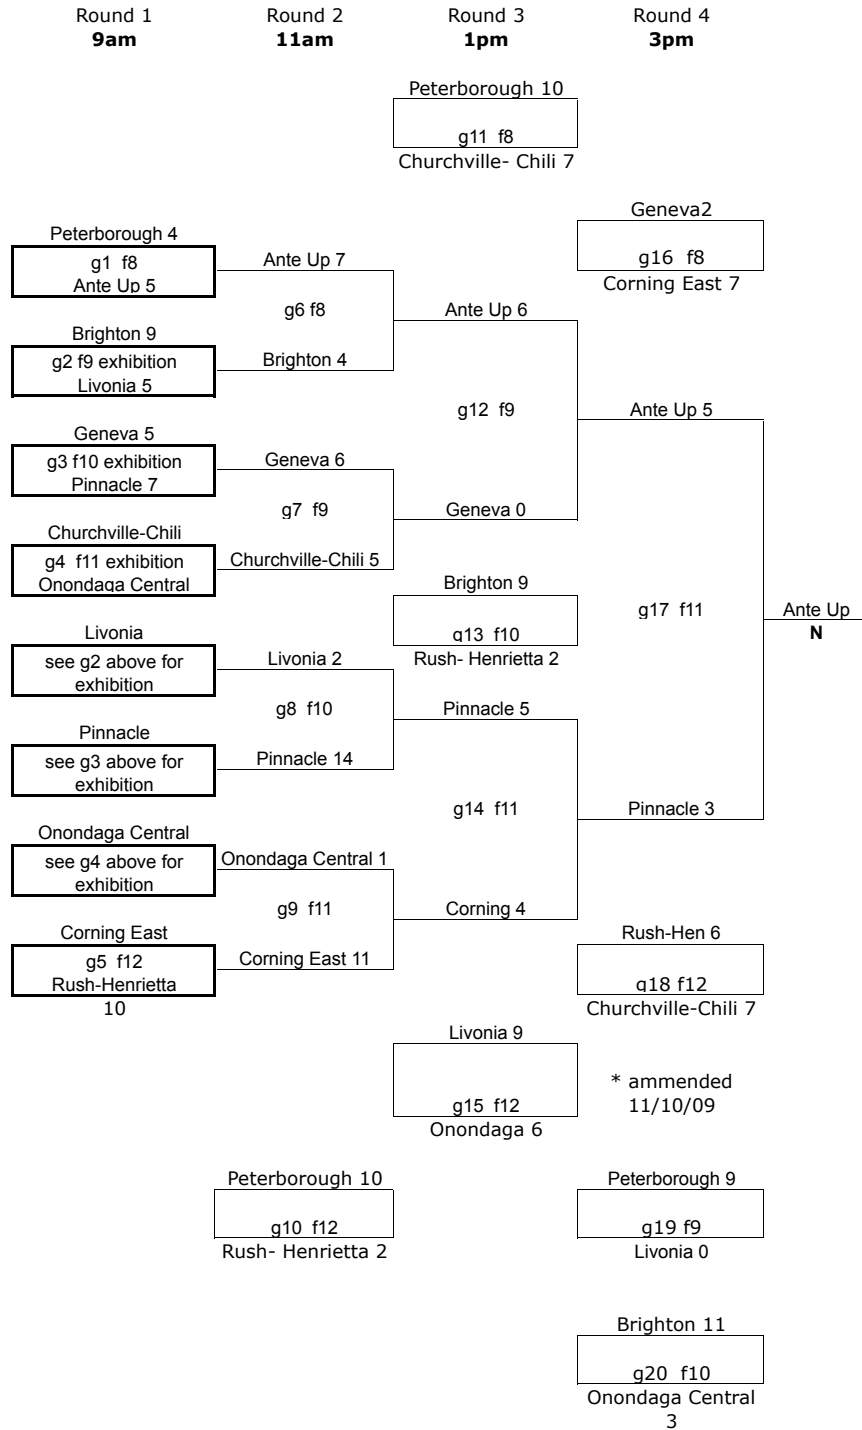 Round 1
9am
Round 2
11am
Round 3
1pm
Round 4
3pm
Peterborough 10
g11 f8
Churchville- Chili 7
Geneva2
g16 f8
Corning East 7
Peterborough 4
g1 f8
Ante Up 5
Ante Up 7
g6 f8
Brighton 4
Ante Up 6
Brighton 9
g2 f9 exhibition
Livonia 5
g12 f9
Ante Up 5
Geneva 5
g3 f10 exhibition
Pinnacle 7
Geneva 6
g7 f9
Churchville-Chili 5
Geneva 0
Churchville-Chili
g4 f11 exhibition
Onondaga Central
Brighton 9
g13 f10
Rush- Henrietta 2
g17 f11
Ante Up
N
Livonia
see g2 above for
exhibition
Livonia 2
g8 f10
Pinnacle 14
Pinnacle 5
Pinnacle
see g3 above for
exhibition
g14 f11
Pinnacle 3
Onondaga Central
see g4 above for
exhibition
Onondaga Central 1
g9 f11
Corning East 11
Corning 4
Corning East
g5 f12
Rush-Henrietta
10
Rush-Hen 6
g18 f12
Churchville-Chili 7
Livonia 9
g15 f12
Onondaga 6
* ammended
11/10/09
Peterborough 10
g10 f12
Rush- Henrietta 2
Peterborough 9
g19 f9
Livonia 0
Brighton 11
g20 f10
Onondaga Central
3